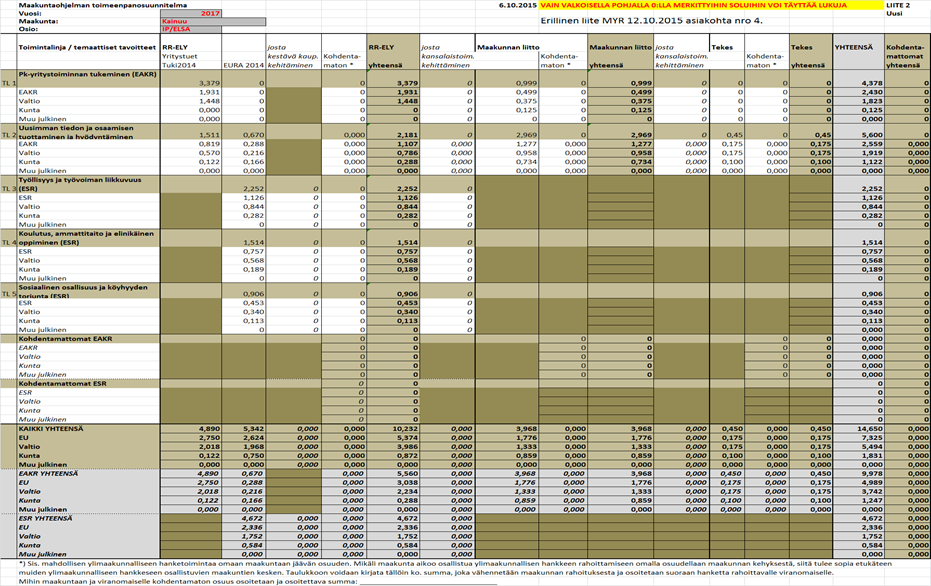 Maakuntaohjelman toimeenpanosuunnitelma 6.10.2015 VAIN VALKOISELLA POHJALLA 0:LLA MERKITTYIHIN SOLUIHIN VOI TÄYTTÄÄ LUKUJA LIITE 2
Vuosi: 2017 Uusi
Maakunta: Kainuu Erillinen liite MYR 12.10.2015 asiakohta nro 4.
Osio: IP/ELSA
Toimintalinja / temaattiset tavoitteet RR-ELY josta Kohdenta- RR-ELY josta Maakunnan liitto Kohdenta- Maakunnan liitto josta Tekes Kohdenta- Tekes YHTEENSÄ Kohdenta-
Yritystuet kestävä kaup. maton * kansalaistoim. maton * kansalaistoim. maton * mattomat
Tuki2014 EURA 2014 kehittäminen yhteensä kehittäminen yhteensä kehittäminen yhteensä yhteensä
Pk-yritystoiminnan tukeminen (EAKR)
TL 1 3,379 0 0 3,379 0 0,999 0 0,999 0 0 0 0 4,378 0
EAKR 1,931 0 0 1,931 0 0,499 0 0,499 0 0 0 0 2,430 0
Valtio 1,448 0 0 1,448 0 0,375 0 0,375 0 0 0 0 1,823 0
Kunta 0,000 0 0 0 0 0,125 0 0,125 0 0 0 0 0,125 0
Muu julkinen 0,000 0 0 0 0 0 0 0 0 0 0 0 0,000 0
Uusimman tiedon ja osaamisen
TL 2 tuottaminen ja hyödyntäminen 1,511 0,670 0,000 2,181 0 2,969 0 2,969 0 0,45 0 0,45 5,600 0
EAKR 0,819 0,288 0,000 1,107 0,000 1,277 0,000 1,277 0,000 0,175 0,000 0,175 2,559 0,000
Valtio 0,570 0,216 0,000 0,786 0,000 0,958 0,000 0,958 0,000 0,175 0,000 0,175 1,919 0,000
Kunta 0,122 0,166 0,000 0,288 0,000 0,734 0,000 0,734 0,000 0,100 0,000 0,100 1,122 0,000
Muu julkinen 0,000 0,000 0,000 0,000 0,000 0,000 0,000 0,000 0,000 0,000 0,000 0,000 0,000 0,000
Työllisyys ja työvoiman liikkuvuus
TL 3 (ESR) 2,252 0 0 2,252 0 2,252 0
ESR 1,126 0 0 1,126 0 1,126 0
Valtio 0,844 0 0 0,844 0 0,844 0
Kunta 0,282 0 0 0,282 0 0,282 0
Muu julkinen 0 0 0 0 0 0,000 0
Koulutus, ammattitaito ja elinikäinen
TL 4 oppiminen (ESR) 1,514 0 0 1,514 0 1,514 0
ESR 0,757 0 0 0,757 0 0,757 0
Valtio 0,568 0 0 0,568 0 0,568 0
Kunta 0,189 0 0 0,189 0 0,189 0
Muu julkinen 0 0 0 0 0 0,000 0
Sosiaalinen osallisuus ja köyhyyden
TL 5 torjunta (ESR) 0,906 0 0 0,906 0 0,906 0
ESR 0,453 0 0 0,453 0 0,453 0
Valtio 0,340 0 0 0,340 0 0,340 0
Kunta 0,113 0 0 0,113 0 0,113 0
Muu julkinen 0 0 0 0 0 0,000 0
Kohdentamattomat EAKR 0 0 0 0 0 0 0,000 0
EAKR 0 0 0 0 0 0 0,000 0
Valtio 0 0 0 0 0 0 0,000 0
Kunta 0 0 0 0 0 0 0,000 0
Muu julkinen 0 0 0 0 0 0 0,000 0
Kohdentamattomat ESR 0 0 0 0
ESR 0 0 0 0
Valtio 0 0 0 0
Kunta 0 0 0 0
Muu julkinen 0 0 0 0
KAIKKI YHTEENSÄ 4,890 5,342 0,000 0,000 10,232 0,000 3,968 0,000 3,968 0,000 0,450 0,000 0,450 14,650 0,000
EU 2,750 2,624 0,000 0,000 5,374 0,000 1,776 0,000 1,776 0,000 0,175 0,000 0,175 7,325 0,000
Valtio 2,018 1,968 0,000 0,000 3,986 0,000 1,333 0,000 1,333 0,000 0,175 0,000 0,175 5,494 0,000
Kunta 0,122 0,750 0,000 0,000 0,872 0,000 0,859 0,000 0,859 0,000 0,100 0,000 0,100 1,831 0,000
Muu julkinen 0,000 0,000 0,000 0,000 0,000 0,000 0,000 0,000 0,000 0,000 0,000 0,000 0,000 0,000 0,000
EAKR YHTEENSÄ 4,890 0,670 0,000 5,560 0,000 3,968 0,000 3,968 0,000 0,450 0,000 0,450 9,978 0,000
EU 2,750 0,288 0,000 3,038 0,000 1,776 0,000 1,776 0,000 0,175 0,000 0,175 4,989 0,000
Valtio 2,018 0,216 0,000 2,234 0,000 1,333 0,000 1,333 0,000 0,175 0,000 0,175 3,742 0,000
Kunta 0,122 0,166 0,000 0,288 0,000 0,859 0,000 0,859 0,000 0,100 0,000 0,100 1,247 0,000
Muu julkinen 0,000 0,000 0,000 0,000 0,000 0,000 0,000 0,000 0,000 0,000 0,000 0,000 0,000 0,000
ESR YHTEENSÄ 4,672 0,000 0,000 4,672 0,000 4,672 0,000
EU 2,336 0,000 0,000 2,336 0,000 2,336 0,000
Valtio 1,752 0,000 0,000 1,752 0,000 1,752 0,000
Kunta 0,584 0,000 0,000 0,584 0,000 0,584 0,000
Muu julkinen 0,000 0,000 0,000 0,000 0,000 0,000 0,000
*) Sis. mahdollisen ylimaakunnallisen hanketoimintaa omaan maakuntaan jäävän osuuden. Mikäli maakunta aikoo osallistua ylimaakunnallisen hankkeen rahoittamiseen omalla osuudellaan maakunnan kehyksestä, siitä tulee sopia etukäteen
muiden ylimaakunnalliseen hankkeseen osallistuvien maakuntien kesken. Taulukkoon voidaan kirjata tällöin ko. summa, joka vähennetään maakunnan rahoituksesta ja osoitetaan suoraan hanketta rahoittavalle viranomaiselle.
Mihin maakuntaan ja viranomaiselle kohdentamaton osuus osoitetaan ja osoitettava summa: ____________________